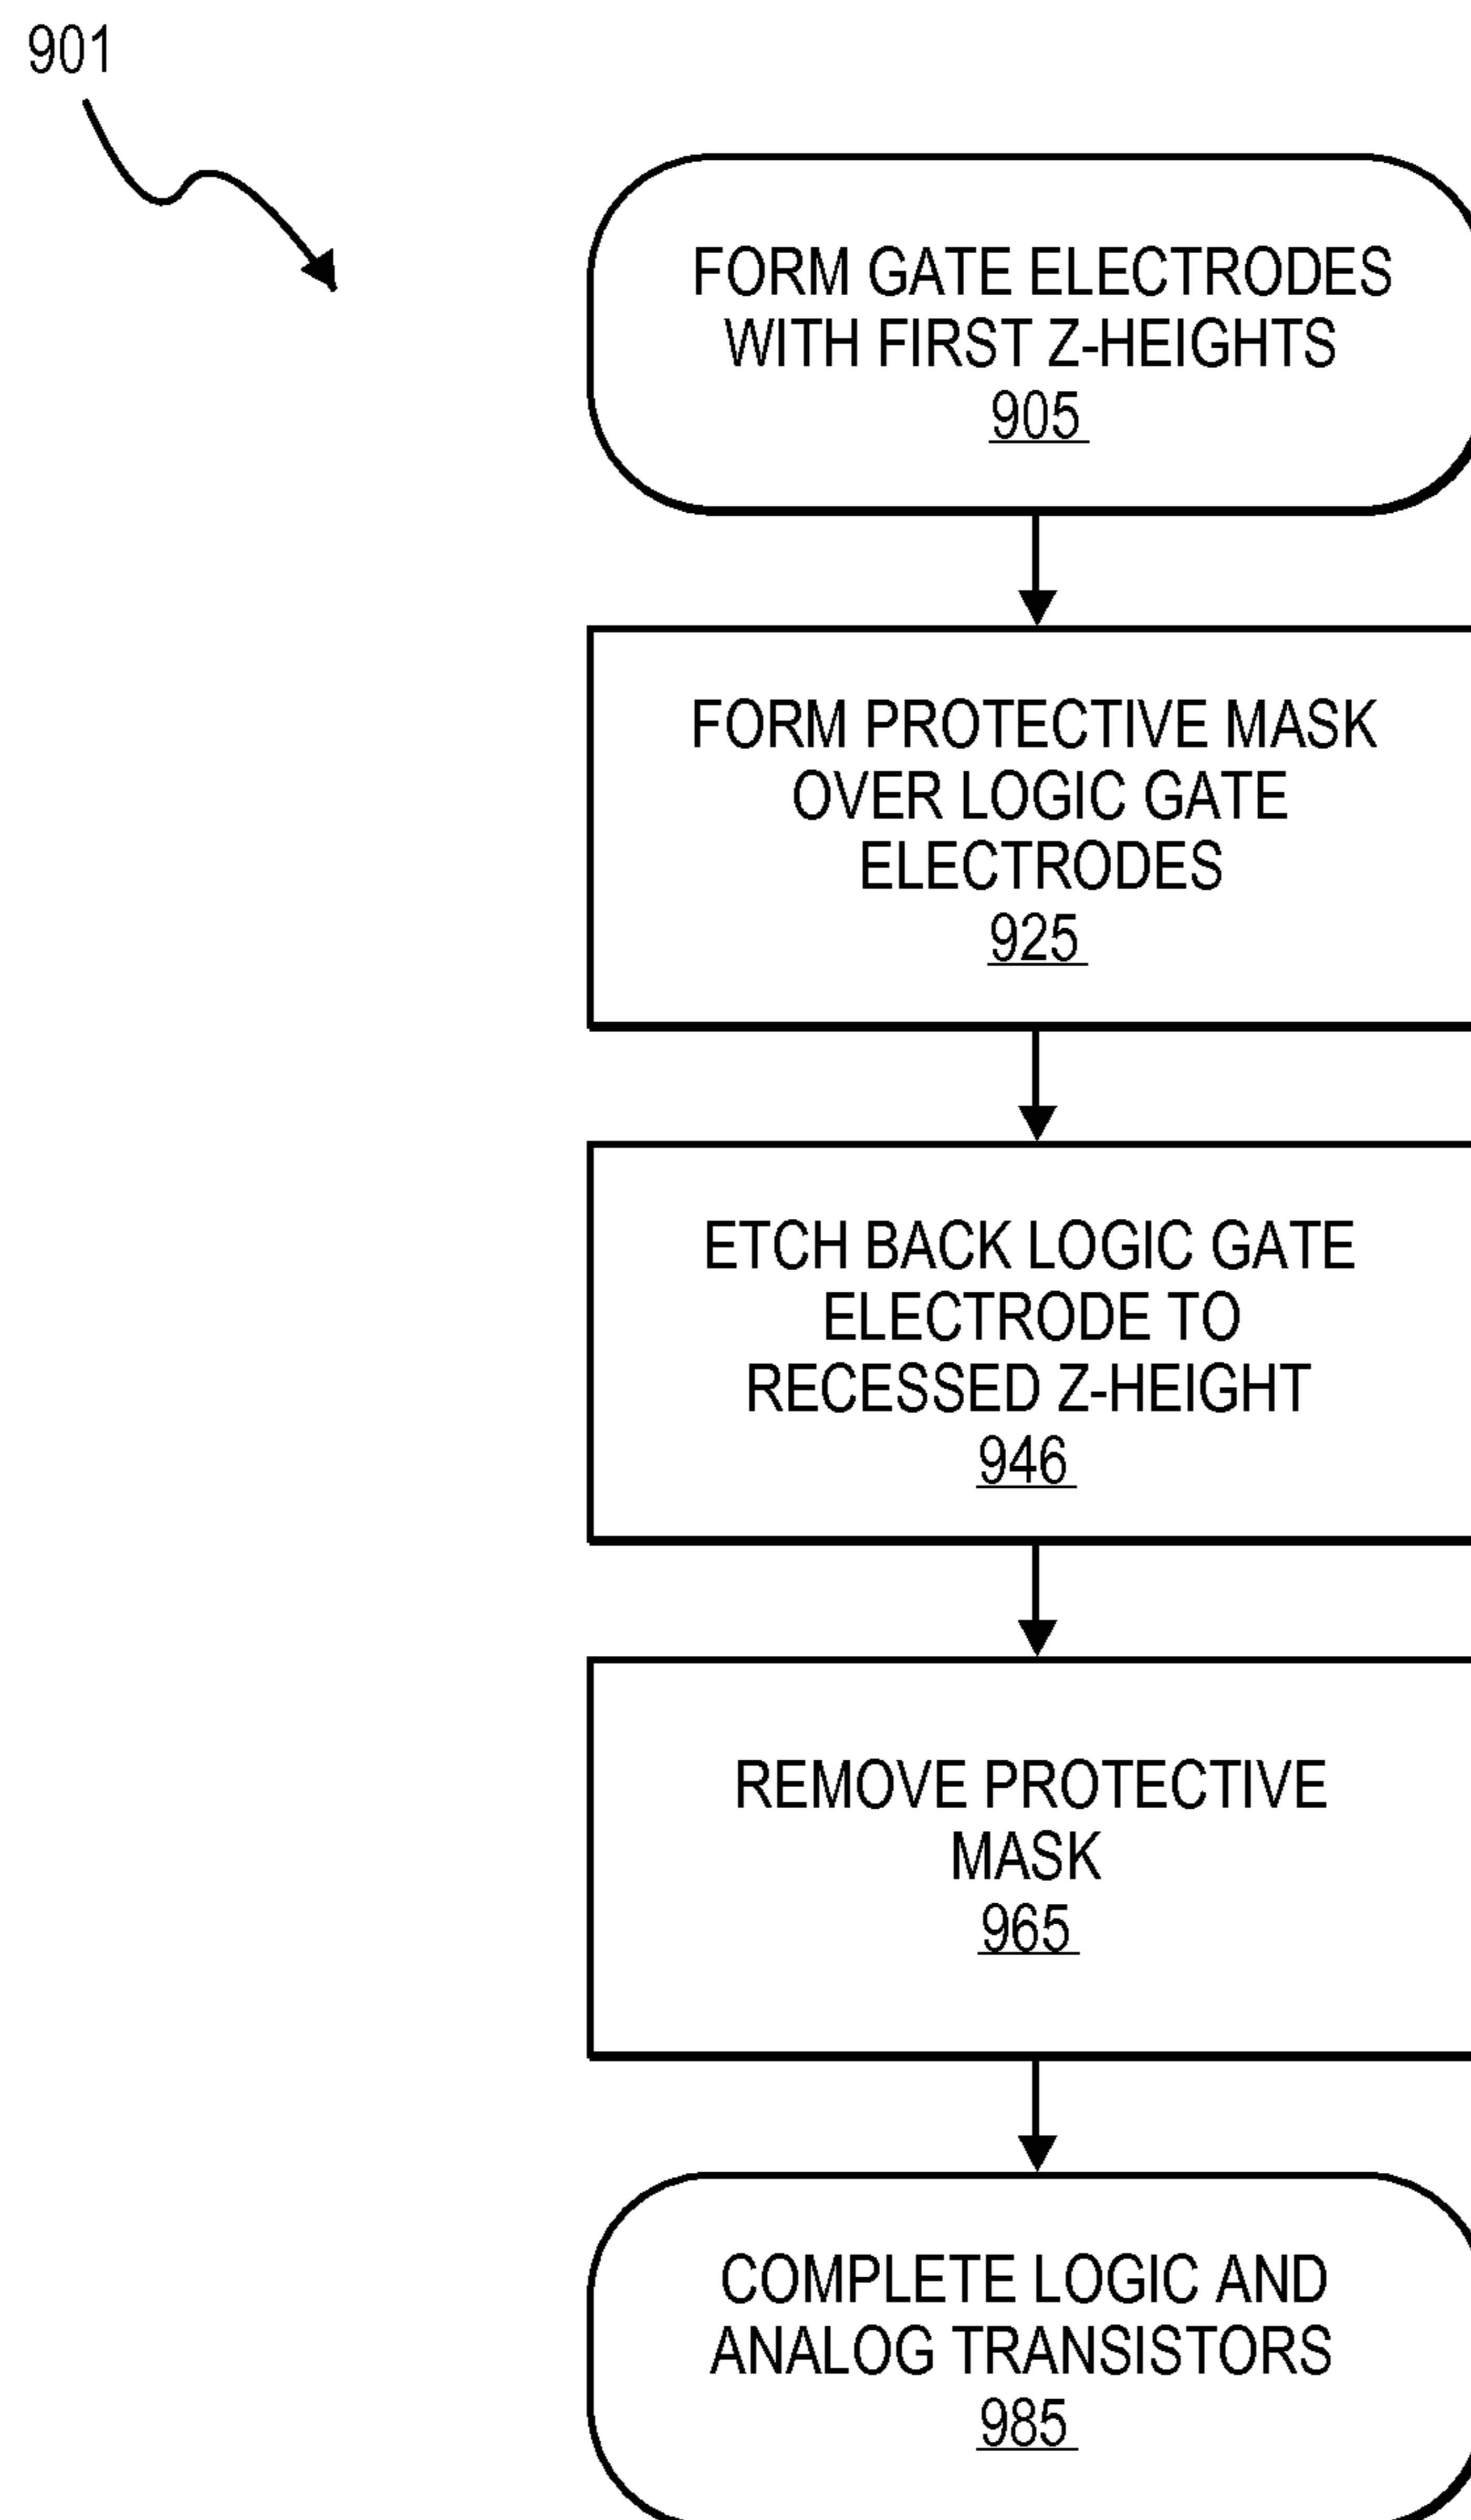 901
FORM GATE ELECTRODES
WITH FIRST Z-HEIGHTS
905
FORM PROTECTIVE MASK
OVER LOGIC GATE
ELECTRODES
925
ETCH BACK LOGIC GATE
ELECTRODE TO
RECESSED Z-HEIGHT
946
REMOVE PROTECTIVE
MASK
965
COMPLETE LOGIC AND
ANALOG TRANSISTORS
985